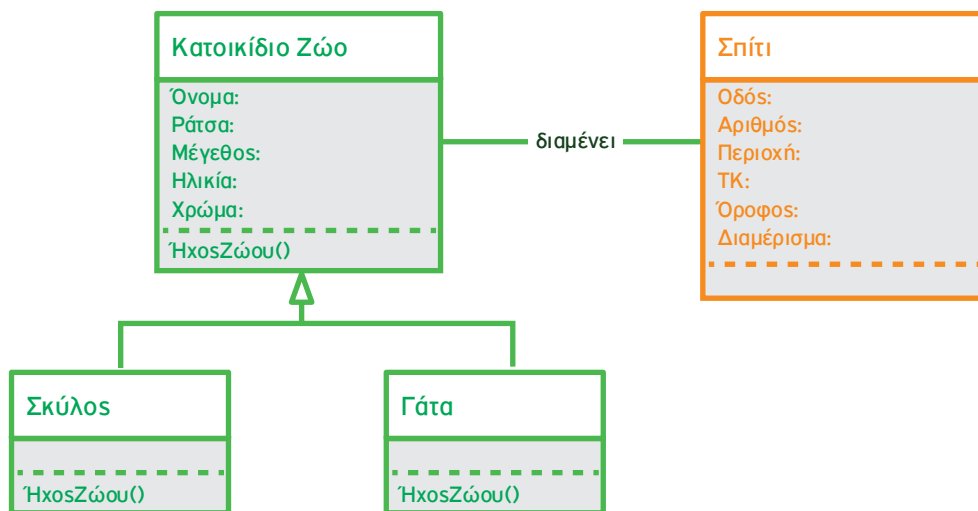 Κατοικίδιο Ζώο
Όνομα:
Ράτσα:
Μέγεθος:
Ηλικία:
Χρώμα:
ΉχοςΖώου()
διαμένει
Σπίτι
Οδός:
Αριθμός:
Περιοχή:
ΤΚ:
Όροφος:
Διαμέρισμα:
Σκύλος
ΉχοςΖώου()
Γάτα
ΉχοςΖώου()